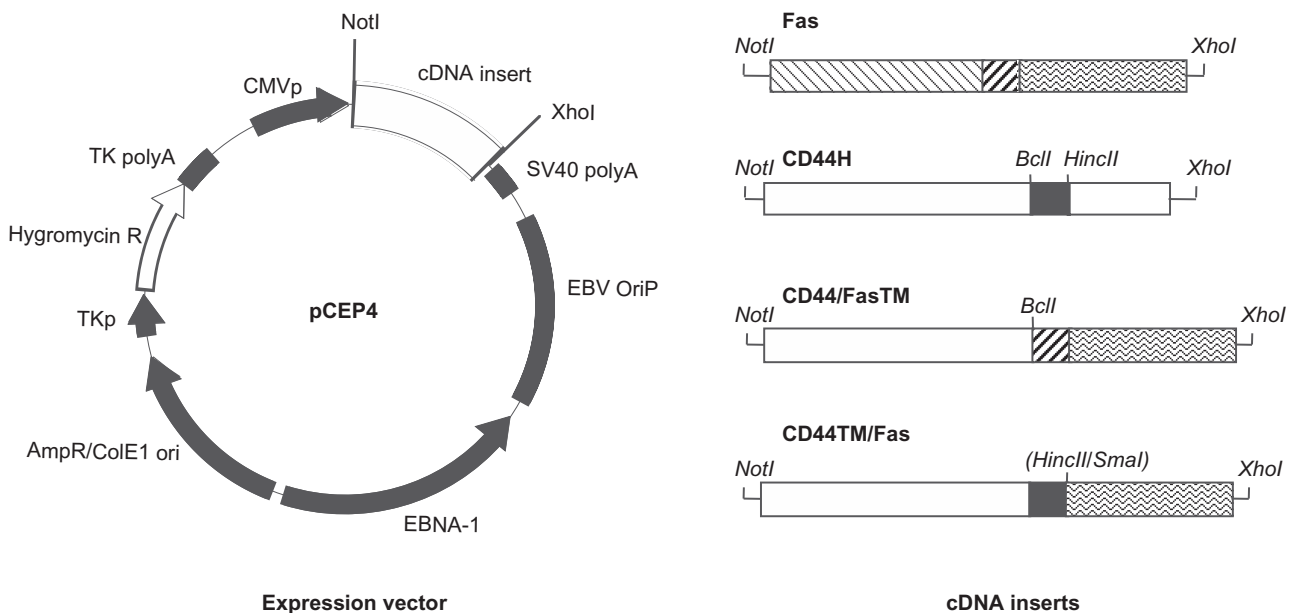 NotI
cDNA insert
CMVp
XhoI
TK polyA
SV40 polyA
Hygromycin R
EBV OriP
pCEP4
TKp
AmpR/ColE1 ori
EBNA-1
Expression vector
Fas
NotI
XhoI
CD44H
BclI HincII
NotI
XhoI
CD44/FasTM
BclI
NotI
XhoI
CD44TM/Fas
(HincII/SmaI)
NotI
XhoI
cDNA inserts